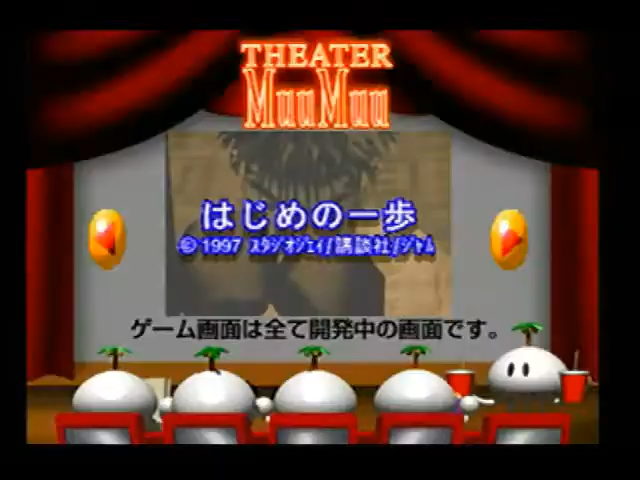 THEATER
MuuMuu
はじめの一歩
© 1997 ｽﾀｼﾞｵｼﾞｪｲ/講談社/ｼﾞｬﾑ
ゲーム画面は全て開発中の画面です。